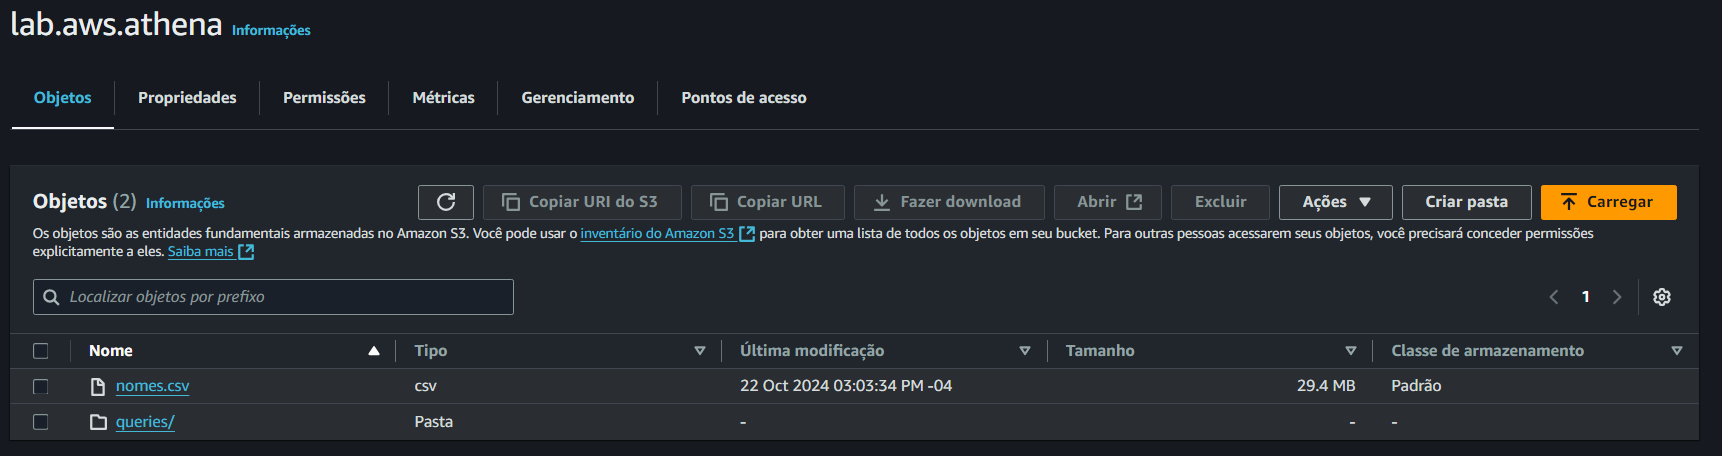 lab.aws.athena Informações
Objetos Propriedades Permissões Métricas Gerenciamento Pontos de acesso
Objetos (2) Informações Copiar URI do S3 Copiar URL Fazer download Abrir Excluir Ações Criar pasta Carregar
Os objetos são as entidades fundamentais armazenadas no Amazon S3. Você pode usar o inventário do Amazon S3 para obter uma lista de todos os objetos em seu bucket. Para outras pessoas acessarem seus objetos, você precisará conceder permissões
explicitamente a eles. Saiba mais
Localizar objetos por prefixo 1
Nome Tipo Última modificação Tamanho Classe de armazenamento
nomes.csv csv 22 Oct 2024 03:03:34 PM -04 29.4 MB Padrão
queries/ Pasta - - -